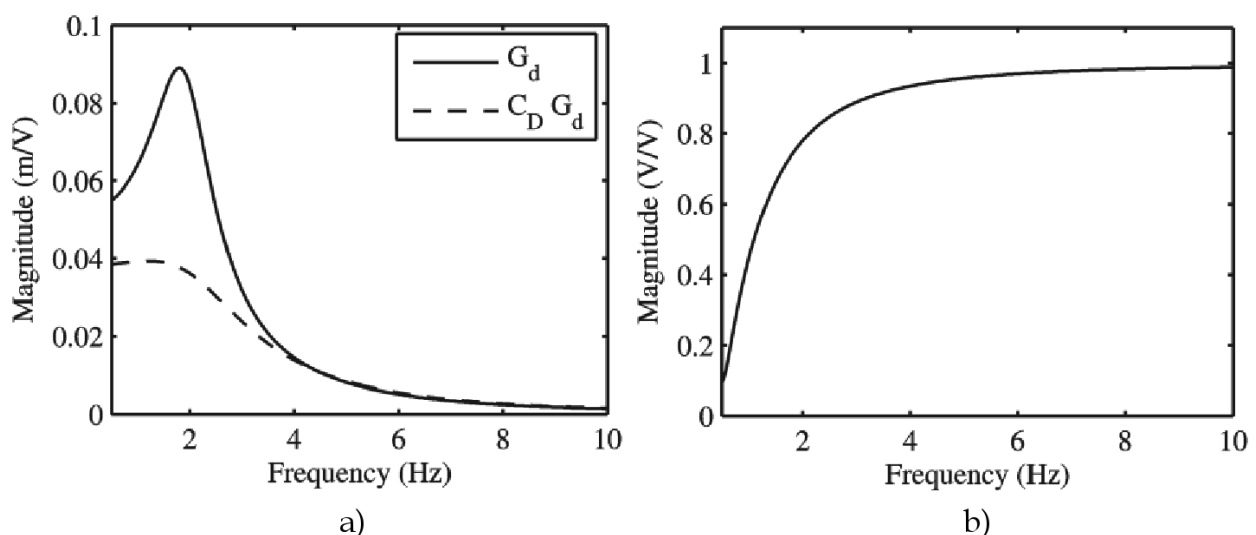 0.1
0.08
0.06
0.04
0.02
0
Magnitude (m/V)
G_d
C_D G_d
2 4 6 8 10
Frequency (Hz)
a)
1
0.8
0.6
0.4
0.2
0
Magnitude (V/V)
2 4 6 8 10
Frequency (Hz)
b)